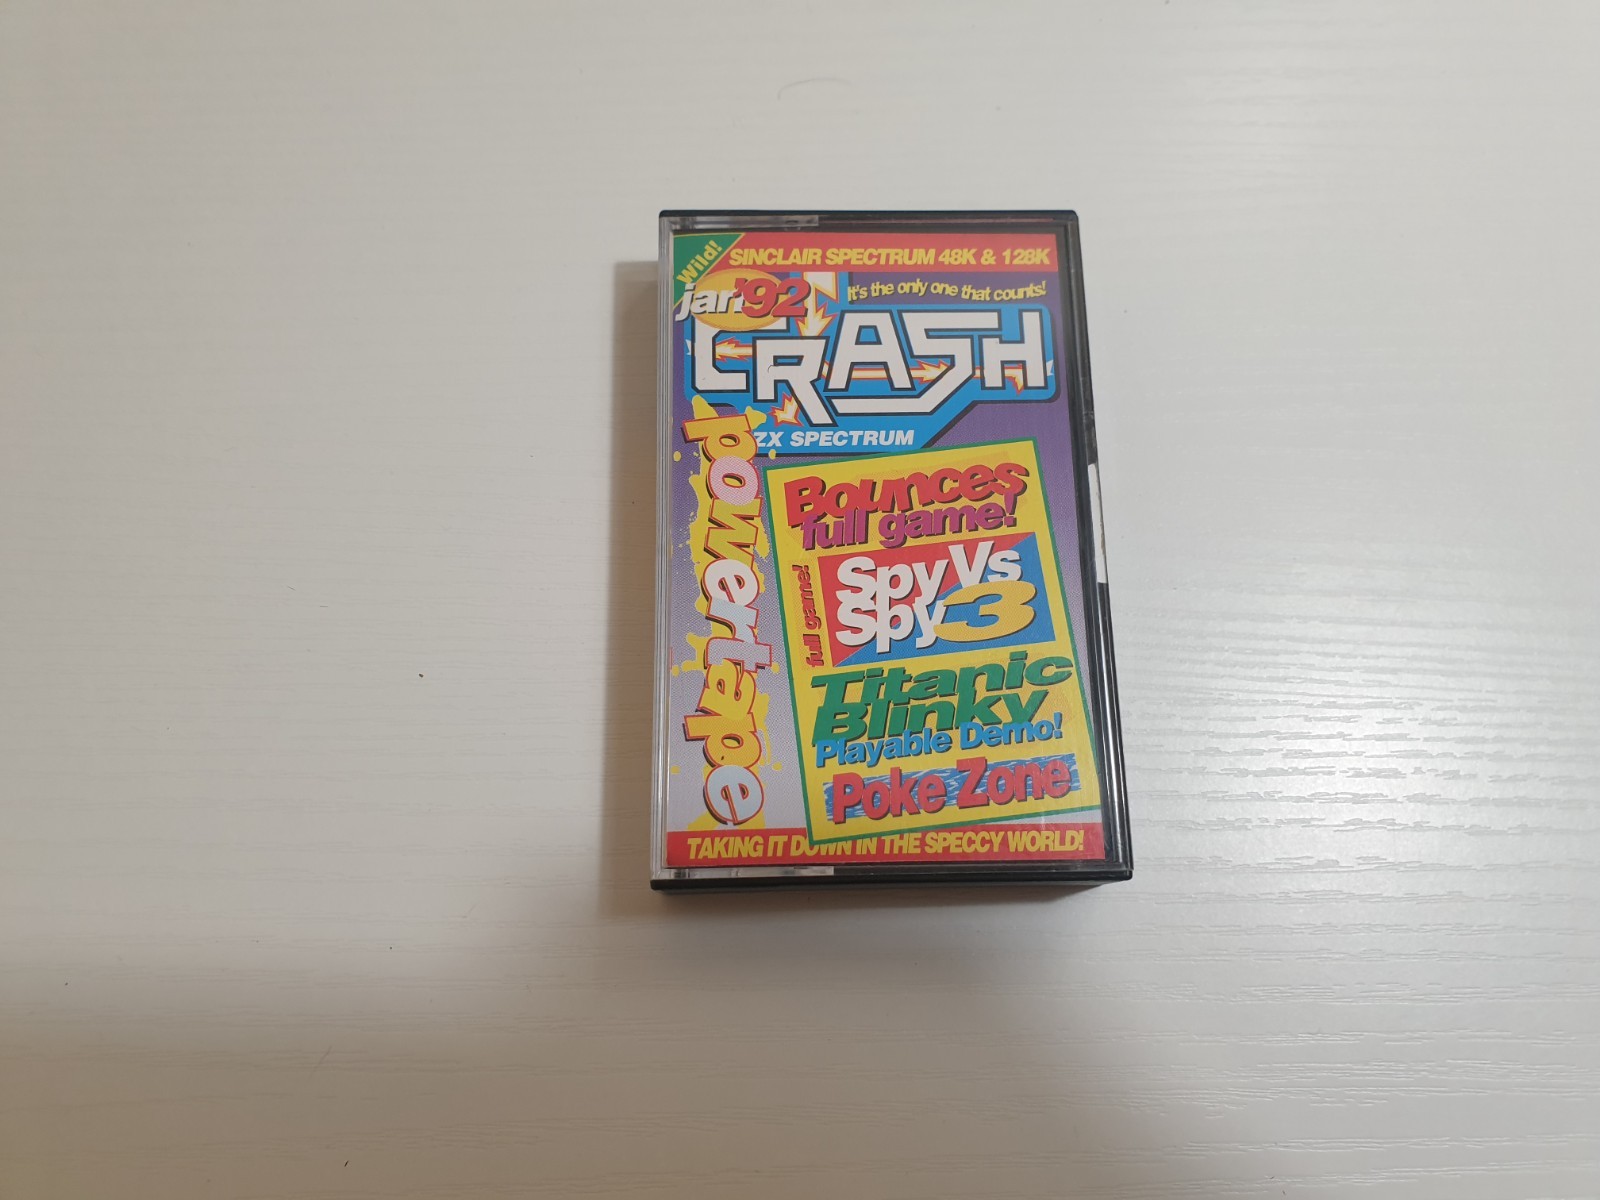 Wild!
SINCLAIR SPECTRUM 48K & 128K
jan'92
It's the only one that counts!
CRASH
ZX SPECTRUM
powertape
Bounces
full game!
full game!
Spy Vs
Spy 3
Titanic
Blinky
Playable Demo!
Poke Zone
TAKING IT DOWN IN THE SPECCY WORLD!